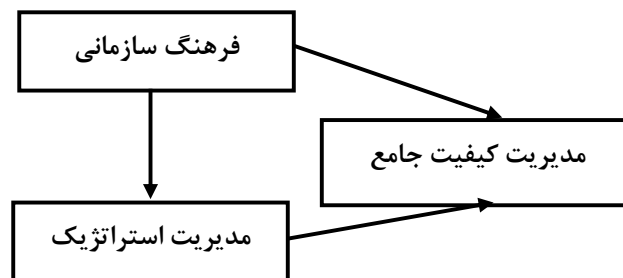 فرهنگ سازمانی
مدیریت کیفیت جامع
مدیریت استراتژیک